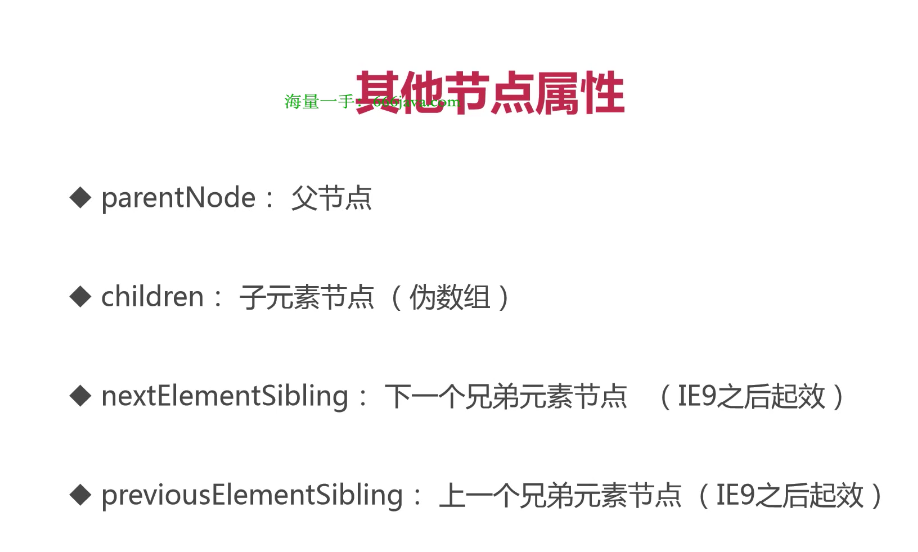 其他节点属性
海量一手：666java.com
◆ parentNode： 父节点
◆ children： 子元素节点（伪数组）
◆ nextElementSibling： 下一个兄弟元素节点 （IE9之后起效）
◆ previousElementSibling： 上一个兄弟元素节点（IE9之后起效）